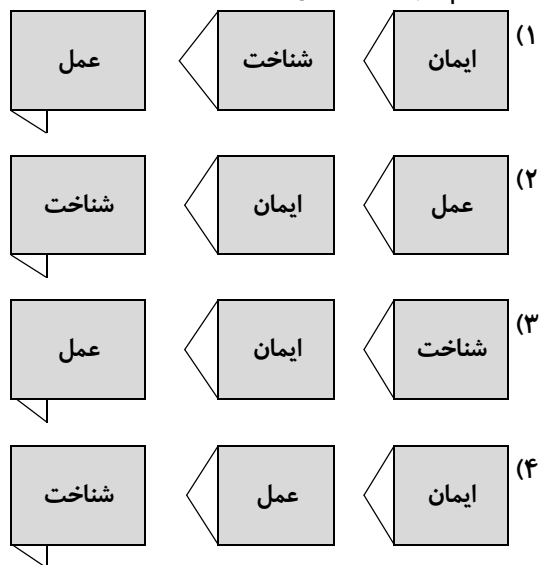 ۱) ایمان شناخت عمل
۲) عمل ایمان شناخت
۳) شناخت ایمان عمل
۴) ایمان عمل شناخت